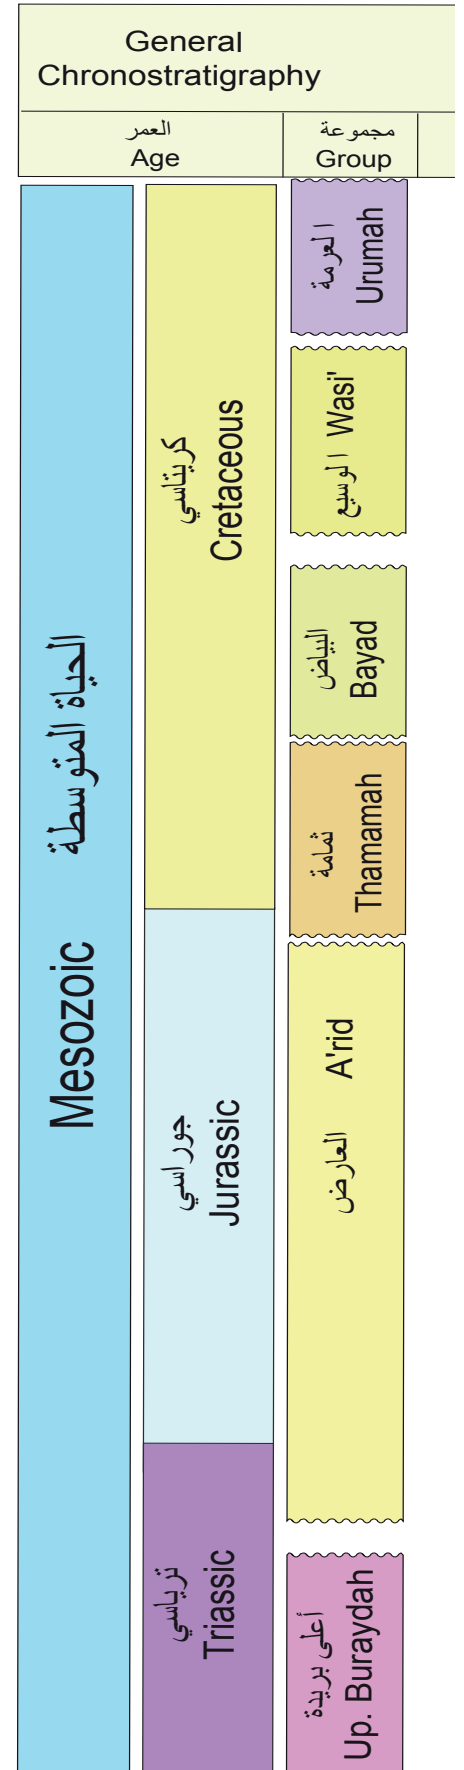 General
Chronostratigraphy
العمر
Age
مجموعة
Group
الحياة المتوسطة
Mesozoic
كريتاسي
Cretaceous
جوراسي
Jurassic
ترياسي
Triassic
العرمة
Urumah
الوسيع Wasi'
البياض
Bayad
ثمامة
Thamamah
العارض A'rid
أعلى بريدة
Up. Buraydah